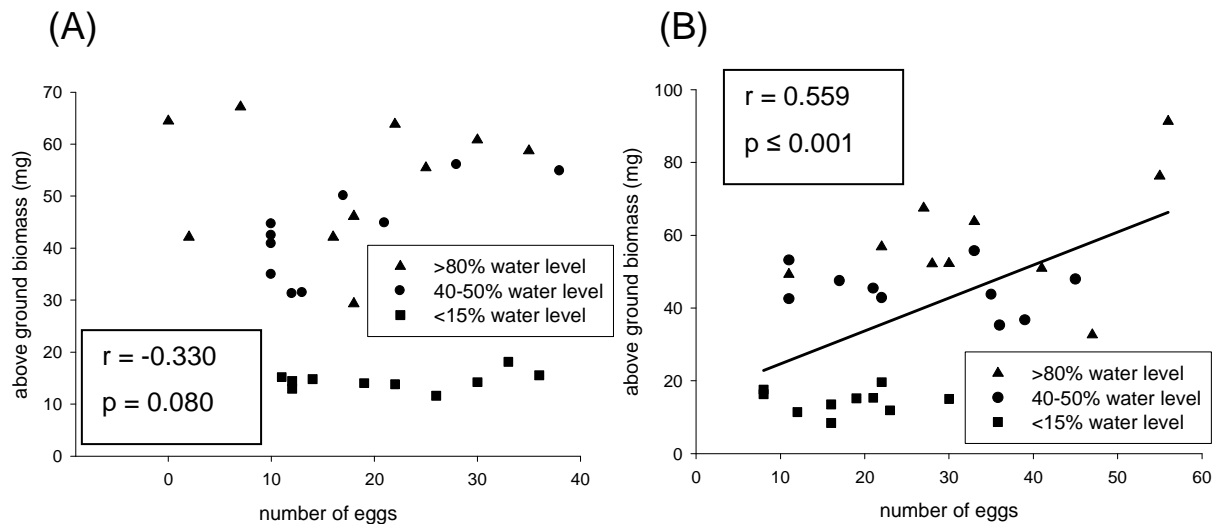 (A)
70
60
50
40
30
20
10
0
above ground biomass (mg)
r = -0.330
p = 0.080
>80% water level
40-50% water level
<15% water level
0 10 20 30 40
number of eggs
(B)
100
80
60
40
20
0
above ground biomass (mg)
r = 0.559
p ≤ 0.001
>80% water level
40-50% water level
<15% water level
0 10 20 30 40 50 60
number of eggs